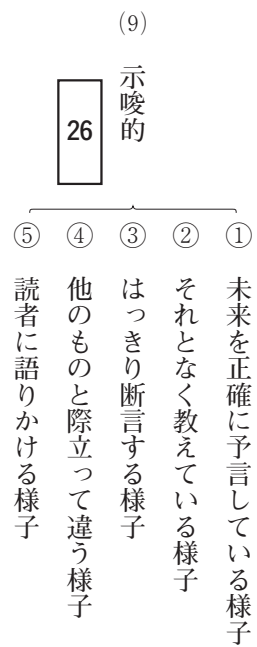 (9)
示唆的
26
① 未来を正確に予言している様子
② それとなく教えている様子
③ はっきり断言する様子
④ 他のものと際立って違う様子
⑤ 読者に語りかける様子